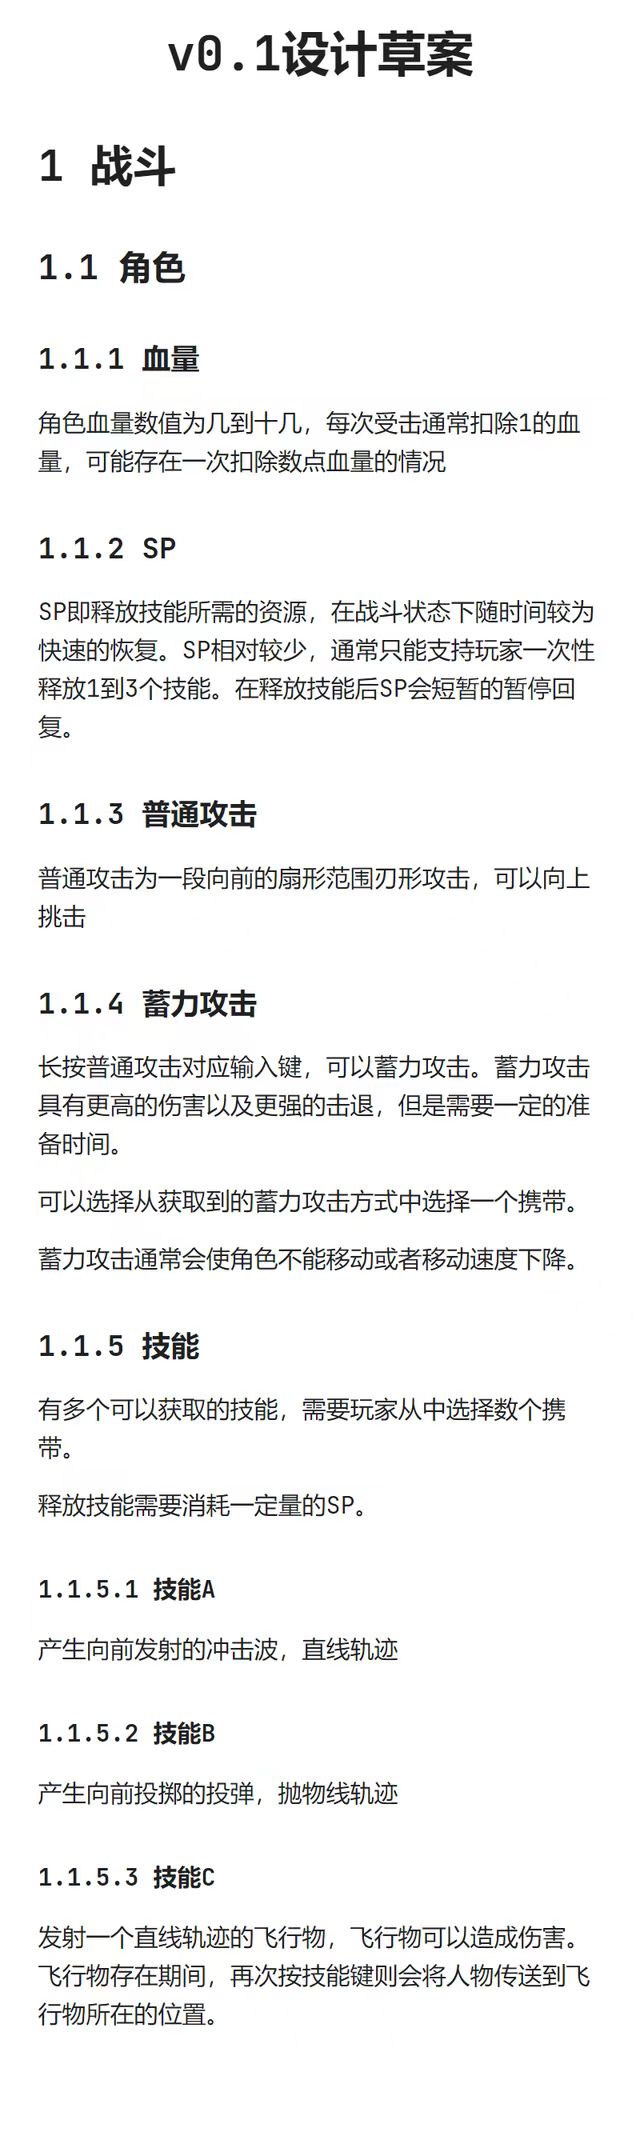 v0.1设计草案
1 战斗
1.1 角色
1.1.1 血量
角色血量数值为几到十几，每次受击通常扣除1的血
量，可能存在一次扣除数点血量的情况
1.1.2 SP
SP即释放技能所需的资源，在战斗状态下随时间较为
快速的恢复。SP相对较少，通常只能支持玩家一次性
释放1到3个技能。在释放技能后SP会短暂的暂停回
复。
1.1.3 普通攻击
普通攻击为一段向前的扇形范围刃形攻击，可以向上
挑击
1.1.4 蓄力攻击
长按普通攻击对应输入键，可以蓄力攻击。蓄力攻击
具有更高的伤害以及更强的击退，但是需要一定的准
备时间。
可以选择从获取到的蓄力攻击方式中选择一个携带。
蓄力攻击通常会使角色不能移动或者移动速度下降。
1.1.5 技能
有多个可以获取的技能，需要玩家从中选择数个携
带。
释放技能需要消耗一定量的SP。
1.1.5.1 技能A
产生向前发射的冲击波，直线轨迹
1.1.5.2 技能B
产生向前投掷的投弹，抛物线轨迹
1.1.5.3 技能C
发射一个直线轨迹的飞行物，飞行物可以造成伤害。
飞行物存在期间，再次按技能键则会将人物传送到飞
行物所在的位置。